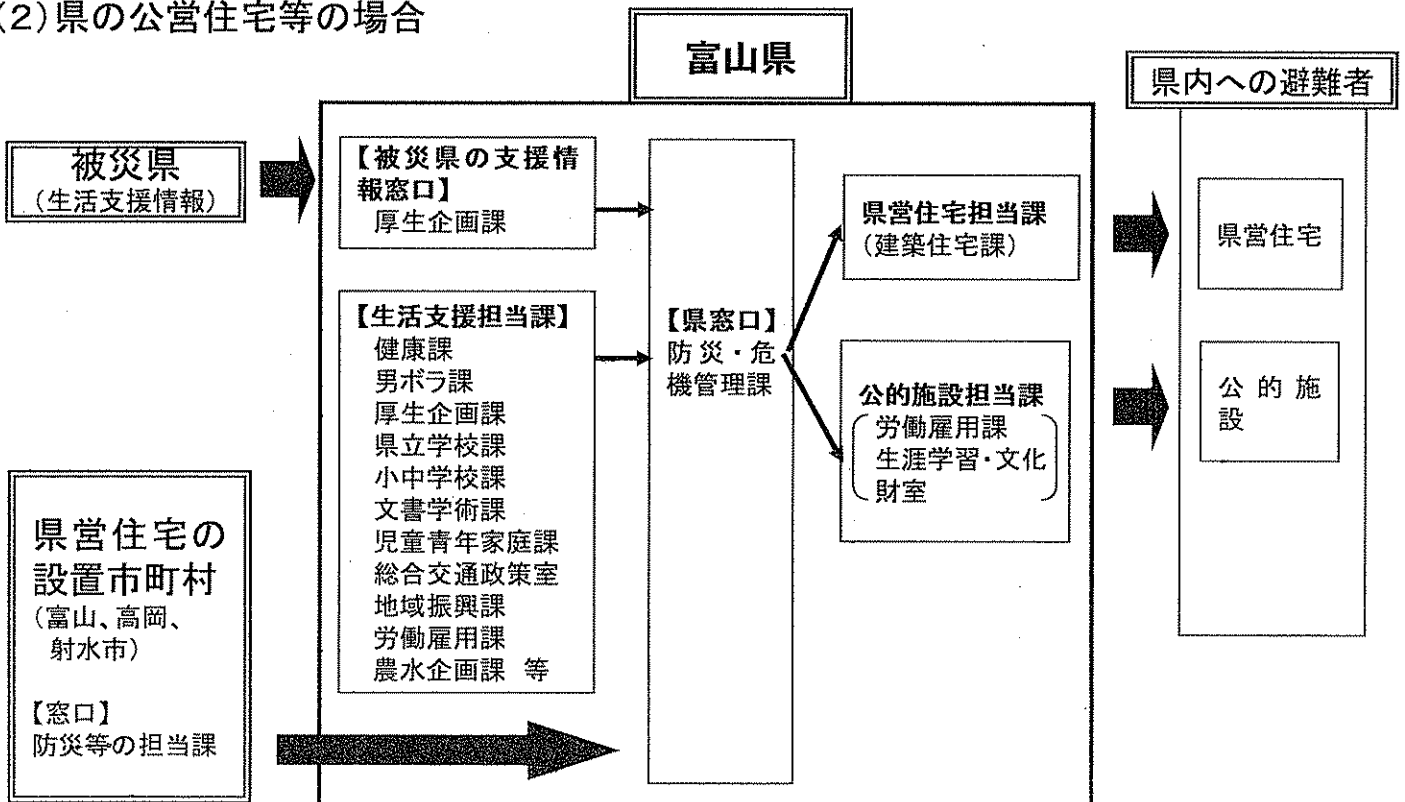 (2)県の公営住宅等の場合
富山県
県内への避難者
被災県
(生活支援情報)
【被災県の支援情
報窓口】
厚生企画課
【生活支援担当課】
健康課
男ボラ課
厚生企画課
県立学校課
小中学校課
文書学術課
児童青年家庭課
総合交通政策室
地域振興課
労働雇用課
農水企画課 等
県営住宅の
設置市町村
(富山、高岡、
射水市)
【窓口】
防災等の担当課
【県窓口】
防災・危
機管理課
県営住宅担当課
(建築住宅課)
公的施設担当課
労働雇用課
生涯学習・文化
財室
県営住宅
公的施
設